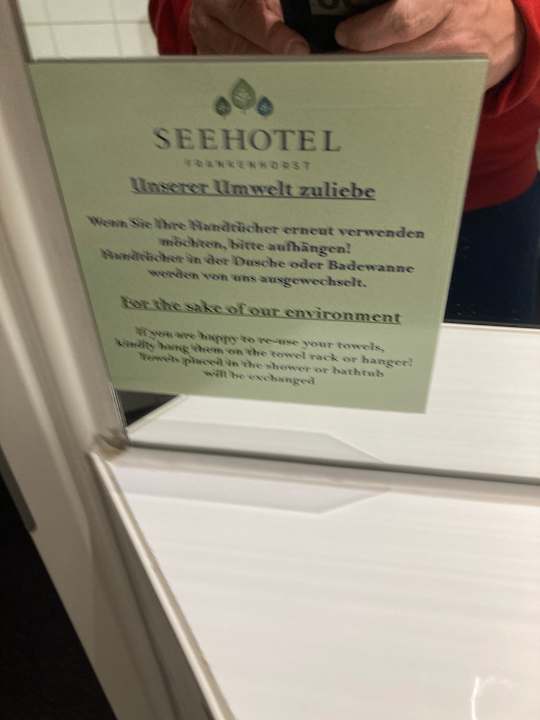 SEEHOTEL
FRANKENHORST
Unserer Umwelt zuliebe
Wenn Sie Ihre Handtücher erneut verwenden
möchten, bitte aufhängen!
Handtücher in der Dusche oder Badewanne
werden von uns ausgewechselt.
For the sake of our environment
If you are happy to re-use your towels,
kindly hang them on the towel rack or hanger!
Towels placed in the shower or bathtub
will be exchanged